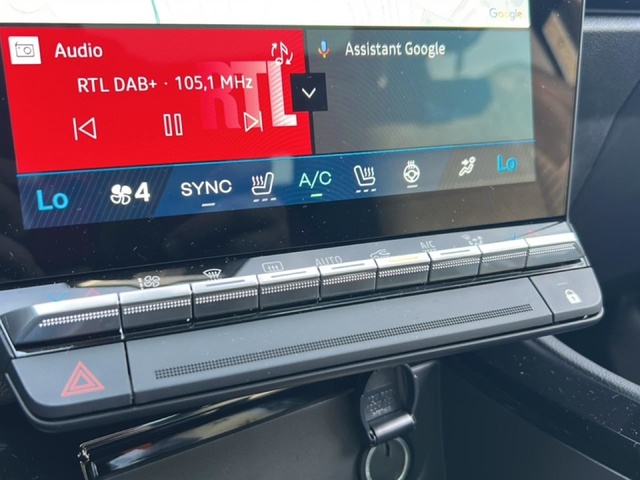 Google
Audio
Assistant Google
RTL DAB+ · 105,1 MHz
RTL
Lo
4
SYNC
A/C
Lo
AUTO
A/C